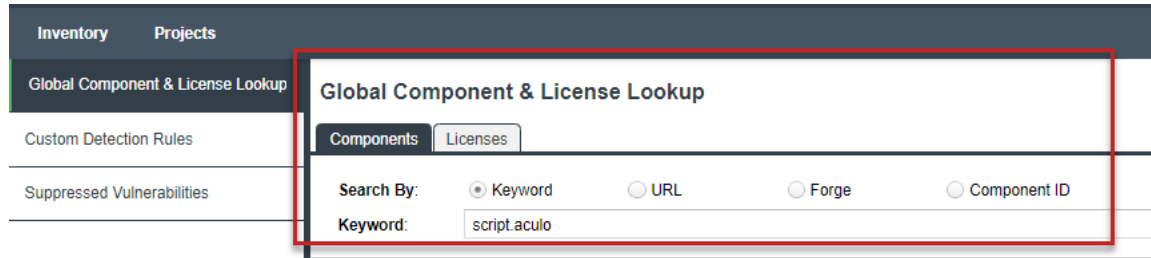 Inventory Projects
Global Component & License Lookup
Custom Detection Rules
Suppressed Vulnerabilities
Global Component & License Lookup
Components Licenses
Search By: Keyword URL Forge Component ID
Keyword: script.aculo